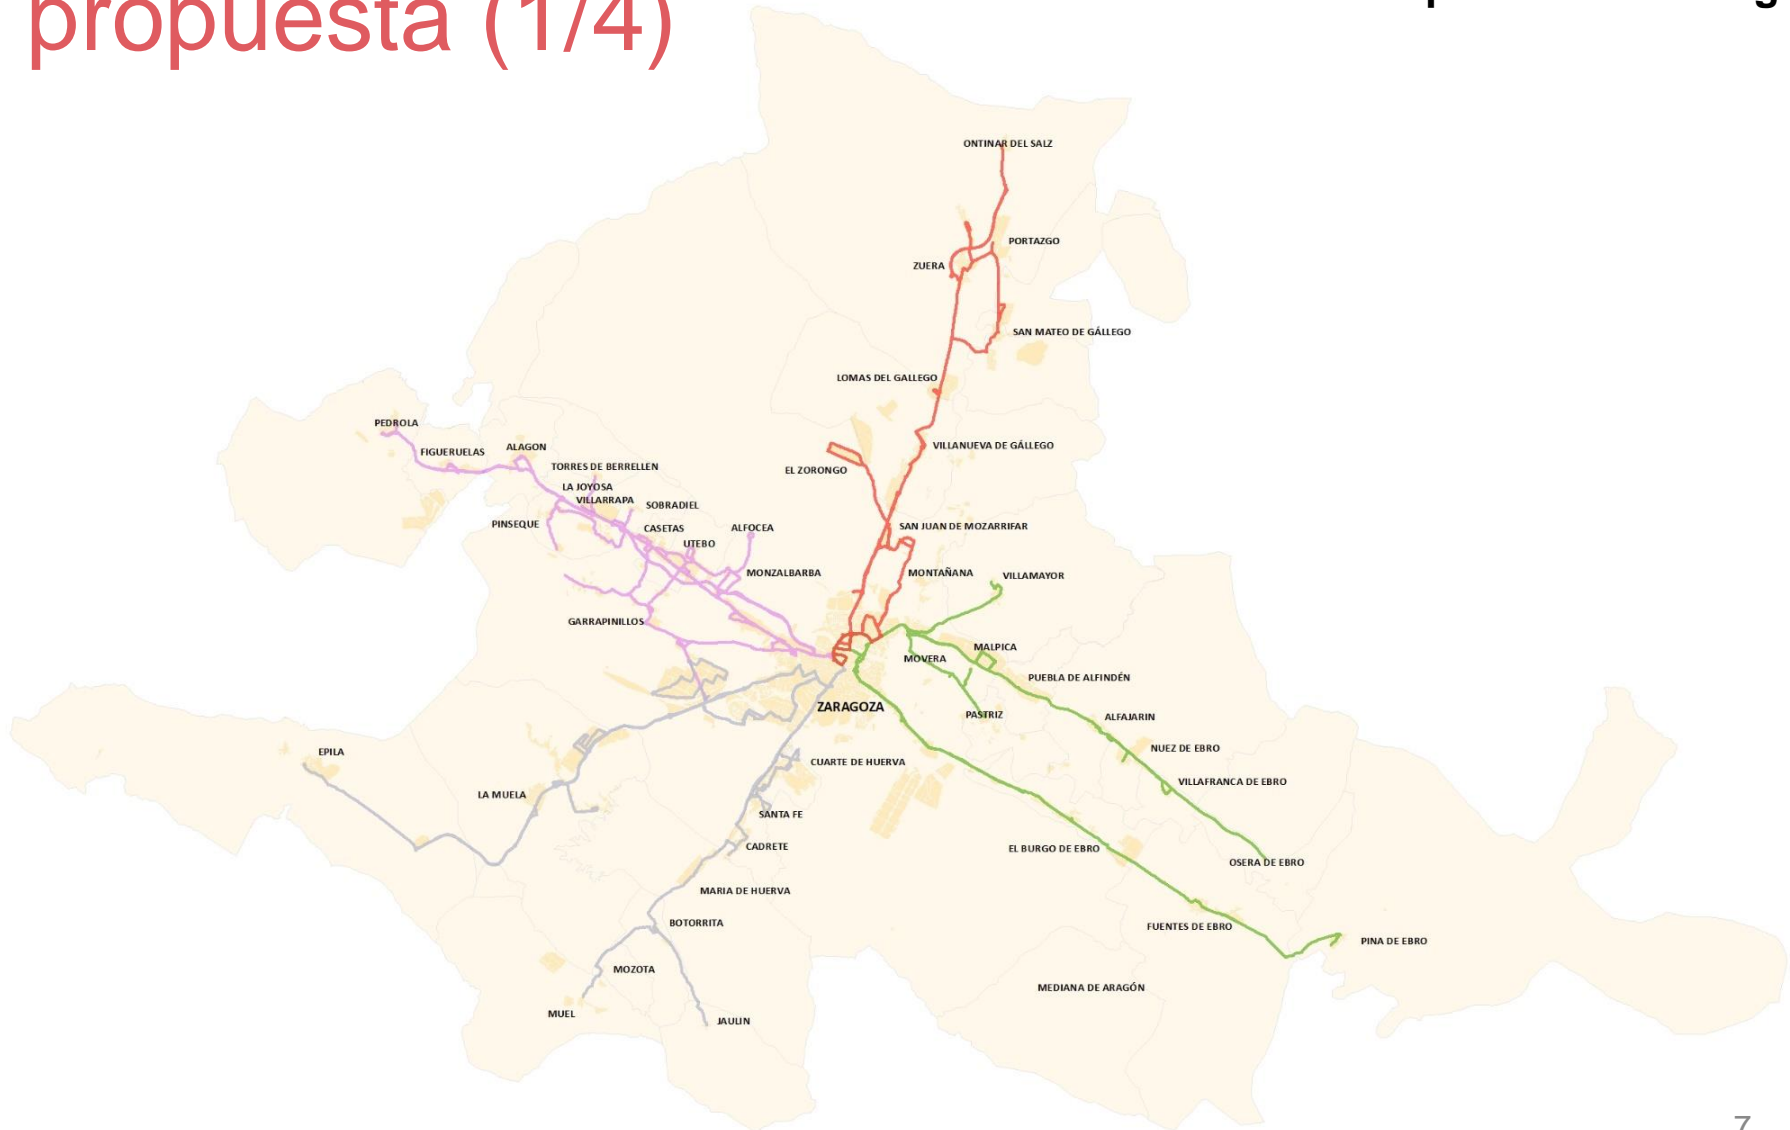 propuesta (1/4)
ONTINAR DEL SALZ
PORTAZGO
ZUERA
SAN MATEO DE GÁLLEGO
LOMAS DEL GALLEGO
PEDROLA
FIGUERUELAS
ALAGON
VILLANUEVA DE GÁLLEGO
TORRES DE BERRELLEN
EL ZORONGO
LA JOYOSA
VILLARRAPA
SOBRADIEL
PINSEQUE
CASETAS
ALFOCEA
SAN JUAN DE MOZARRIFAR
UTEBO
MONZALBARBA
MONTAÑANA
VILLAMAYOR
GARRAPINILLOS
MALPICA
MOVERA
PUEBLA DE ALFINDÉN
ZARAGOZA
PASTRIZ
ALFAJARIN
EPILA
NUEZ DE EBRO
CUARTE DE HUERVA
VILLAFRANCA DE EBRO
LA MUELA
SANTA FE
CADRETE
EL BURGO DE EBRO
OSERA DE EBRO
MARIA DE HUERVA
BOTORRITA
FUENTES DE EBRO
PINA DE EBRO
MOZOTA
MEDIANA DE ARAGÓN
MUEL
JAULIN
7